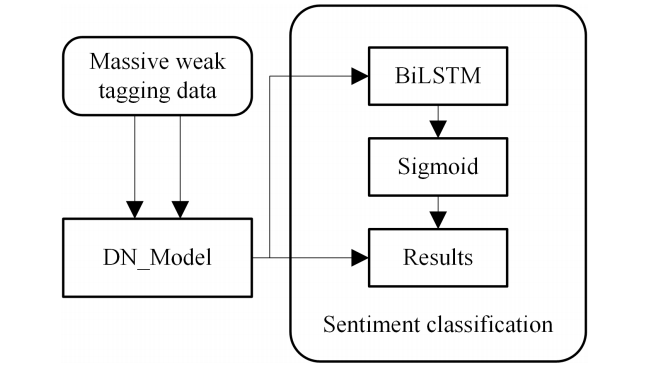 Massive weak
tagging data
DN_Model
BiLSTM
Sigmoid
Results
Sentiment classification